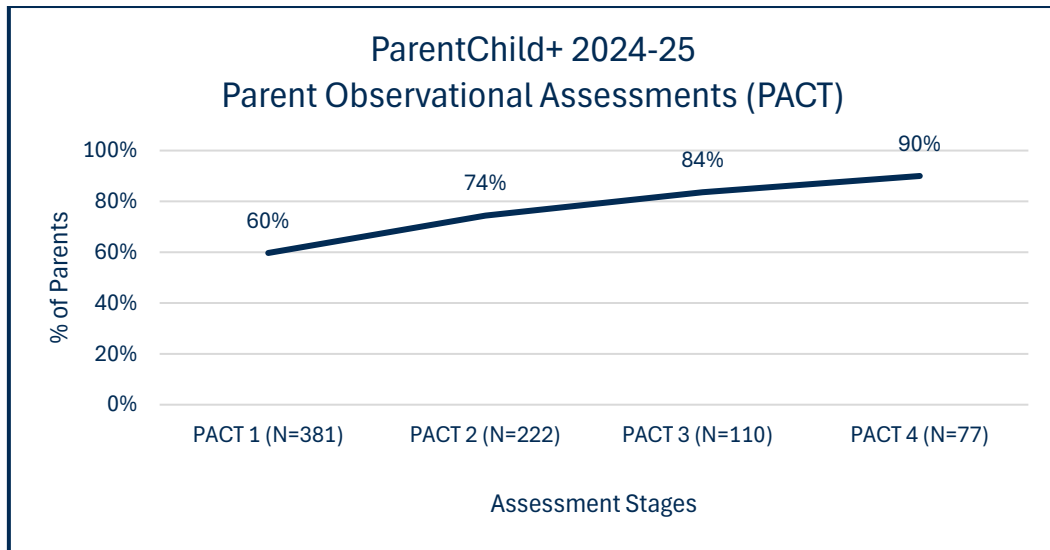 ParentChild+ 2024-25
Parent Observational Assessments (PACT)
% of Parents
100%
80%
60%
40%
20%
0%
60%
74%
84%
90%
PACT 1 (N=381)
PACT 2 (N=222)
PACT 3 (N=110)
PACT 4 (N=77)
Assessment Stages